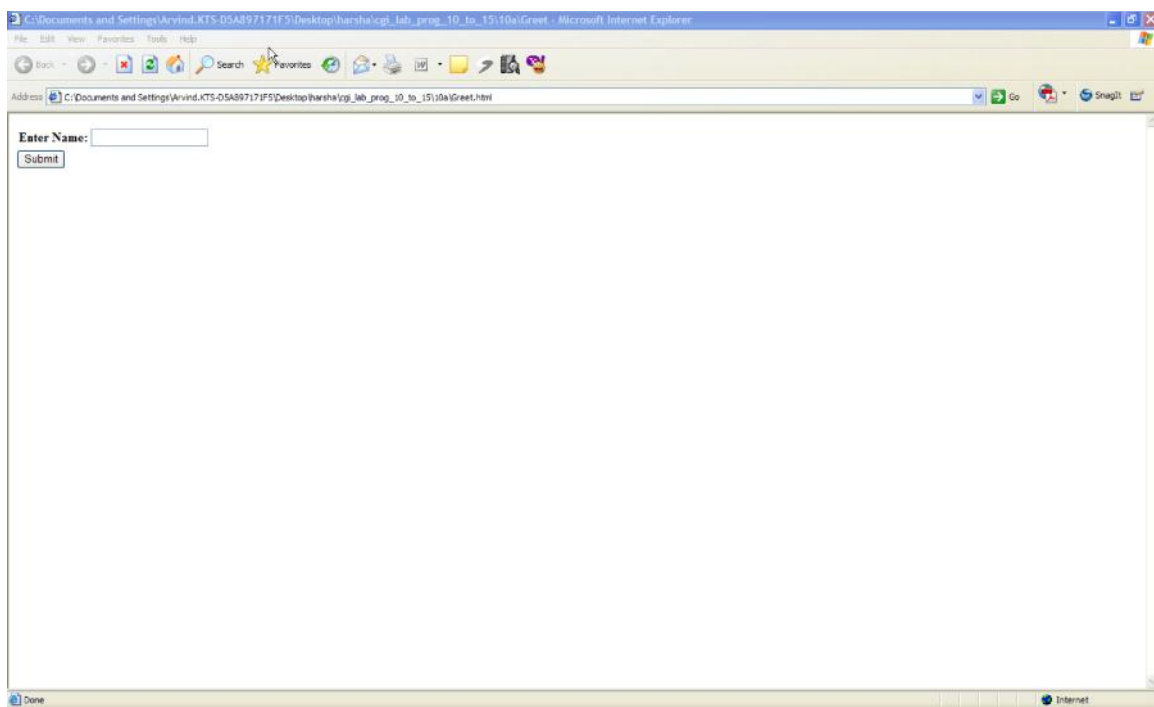 C:\Documents and Settings\Arvind.KTS-D5A897171F5\Desktop\harsha\cgi_lab_prog_10_to_15\10a\Greet - Microsoft Internet Explorer
File Edit View Favorites Tools Help
Back Search Favorites
Address C:\Documents and Settings\Arvind.KTS-D5A897171F5\Desktop\harsha\cgi_lab_prog_10_to_15\10a\Greet.html Go SnagIt
Enter Name:
Submit
Done Internet